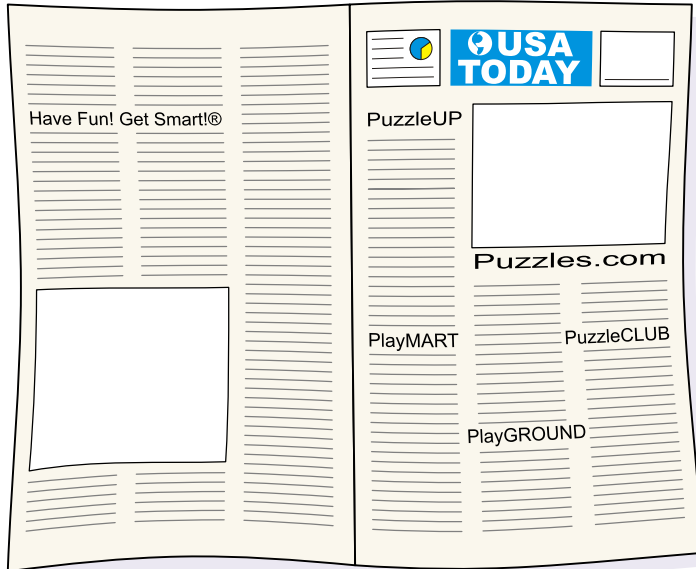 Have Fun! Get Smart!®
USA
TODAY
PuzzleUP
Puzzles.com
PlayMART
PuzzleCLUB
PlayGROUND